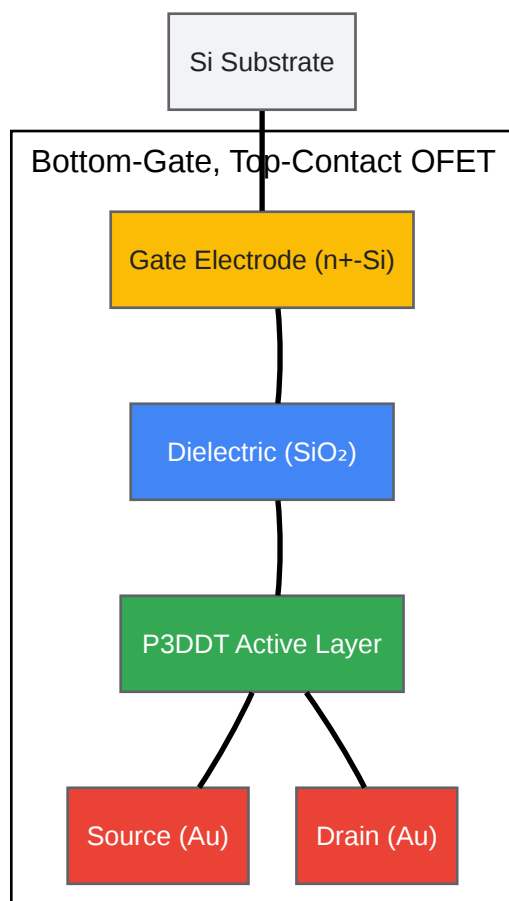 Si Substrate
Bottom-Gate, Top-Contact OFET
Gate Electrode (n+-Si)
Dielectric (SiO₂)
P3DDT Active Layer
Source (Au)
Drain (Au)